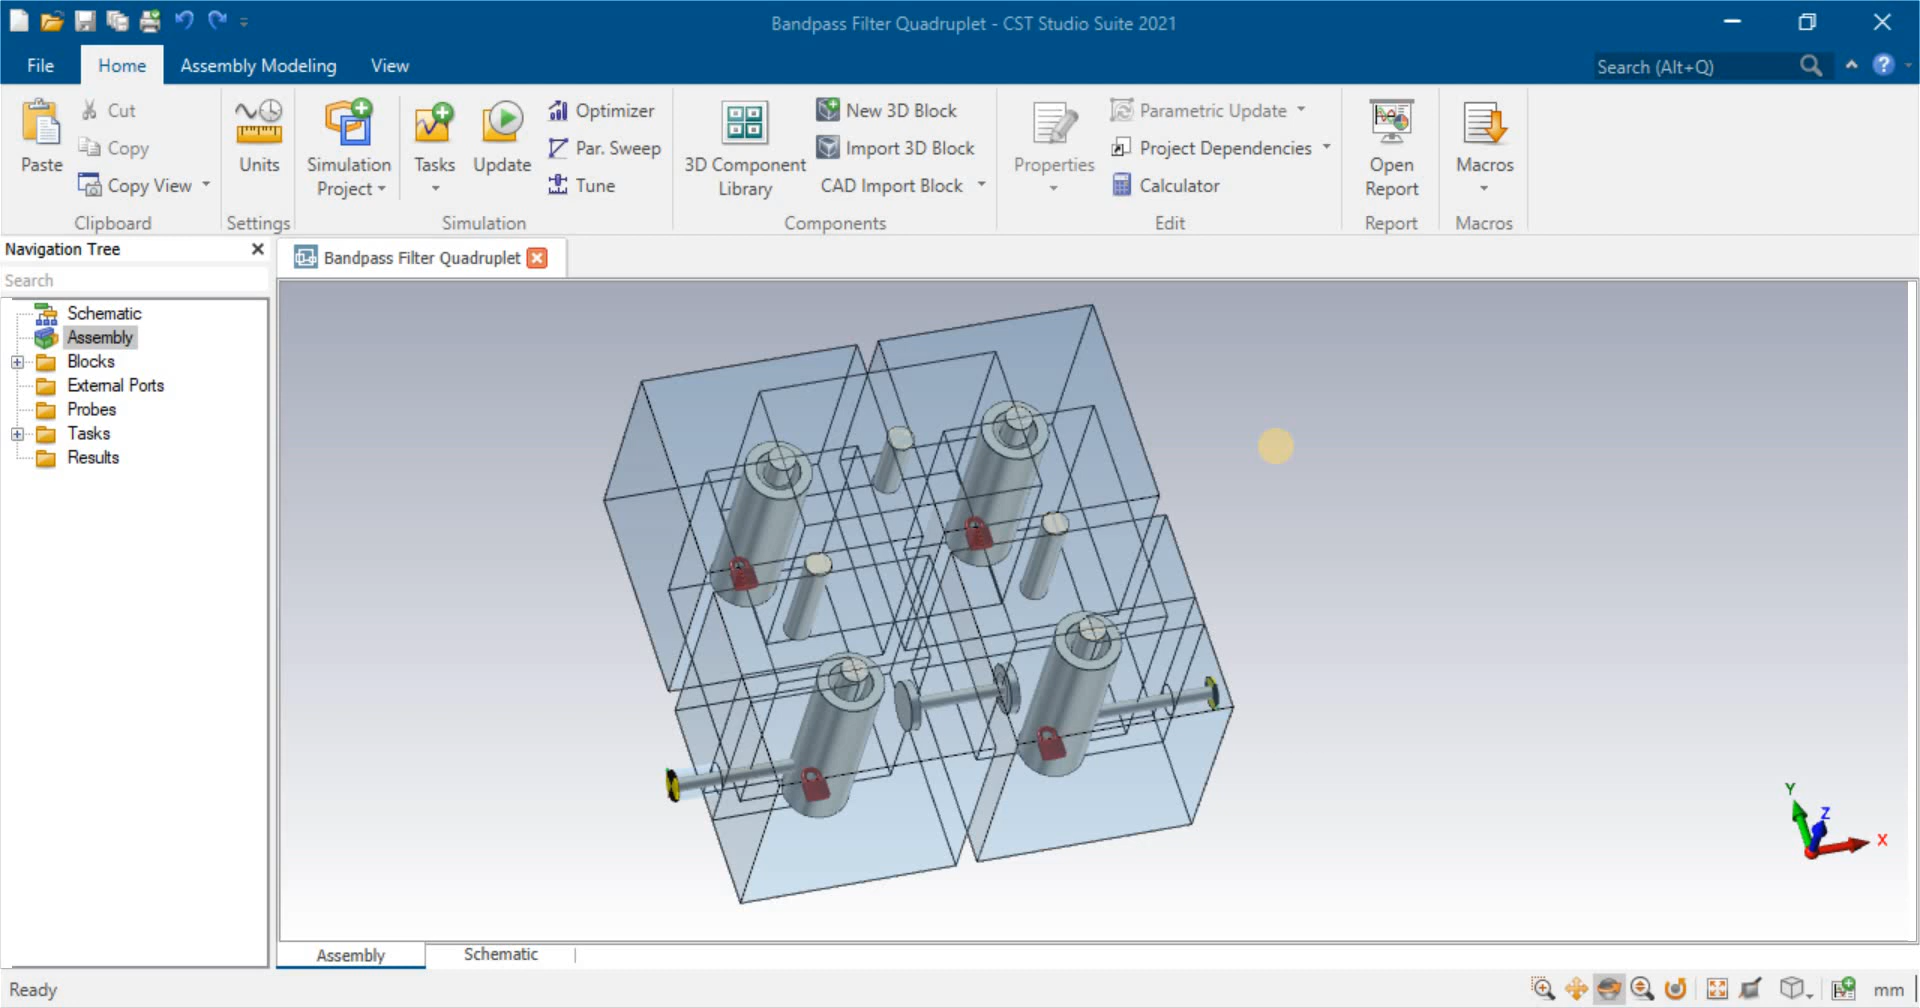 Bandpass Filter Quadruplet - CST Studio Suite 2021
File Home Assembly Modeling View Search (Alt+Q) ?
Paste Cut Copy Copy View Clipboard
Units Settings
Simulation Project Tasks Update Optimizer Par. Sweep Tune Simulation
3D Component Library New 3D Block Import 3D Block CAD Import Block Components
Properties Parametric Update Project Dependencies Calculator Edit
Open Report Report
Macros Macros
Navigation Tree
Search
Schematic
Assembly
Blocks
External Ports
Probes
Tasks
Results
Bandpass Filter Quadruplet
Y
Z
X
Assembly Schematic
Ready mm